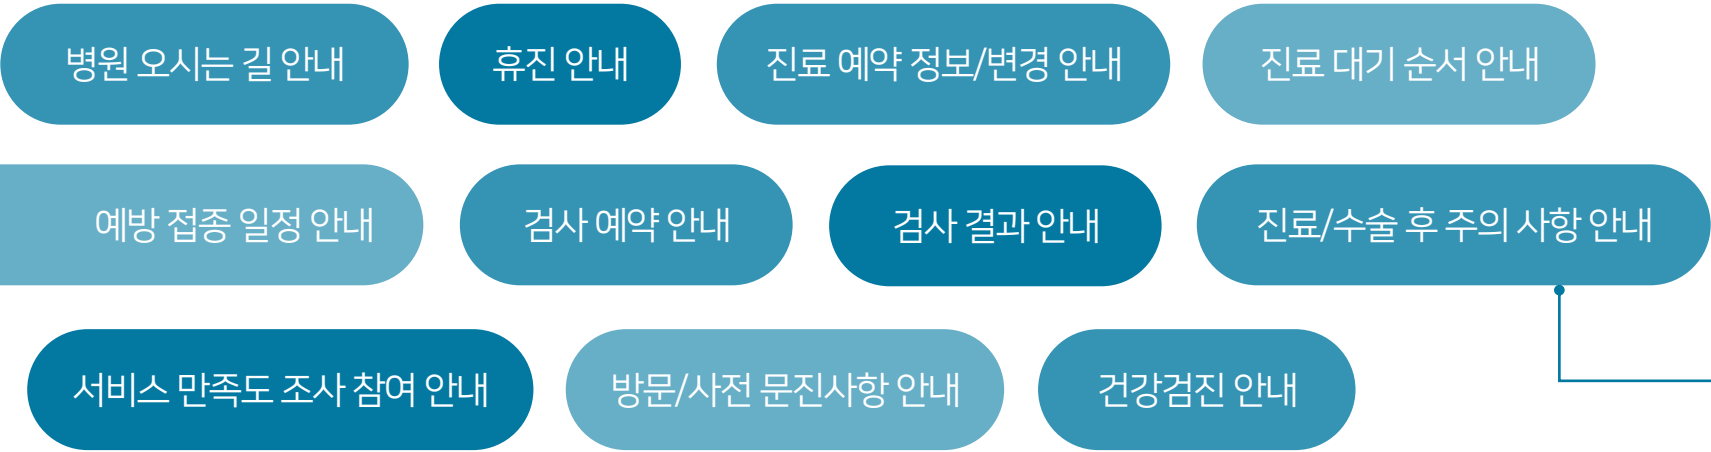 병원 오시는 길 안내
휴진 안내
진료 예약 정보/변경 안내
진료 대기 순서 안내
예방 접종 일정 안내
검사 예약 안내
검사 결과 안내
진료/수술 후 주의 사항 안내
서비스 만족도 조사 참여 안내
방문/사전 문진사항 안내
건강검진 안내